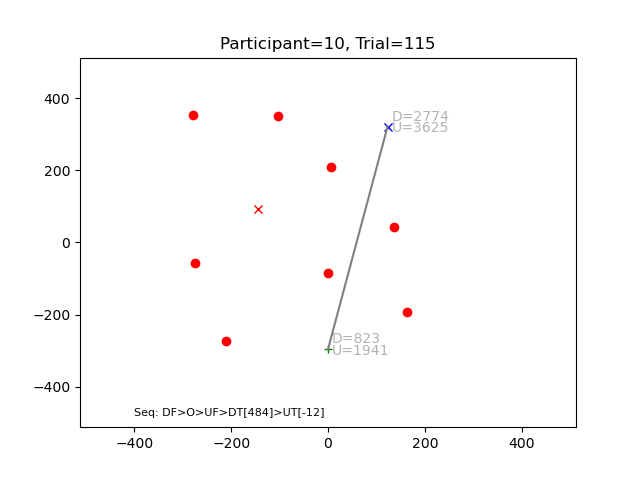 Participant=10, Trial=115
400
200
0
−200
−400
D=2774
U=3625
D=823
U=1941
Seq: DF>O>UF>DT[484]>UT[-12]
−400
−200
0
200
400